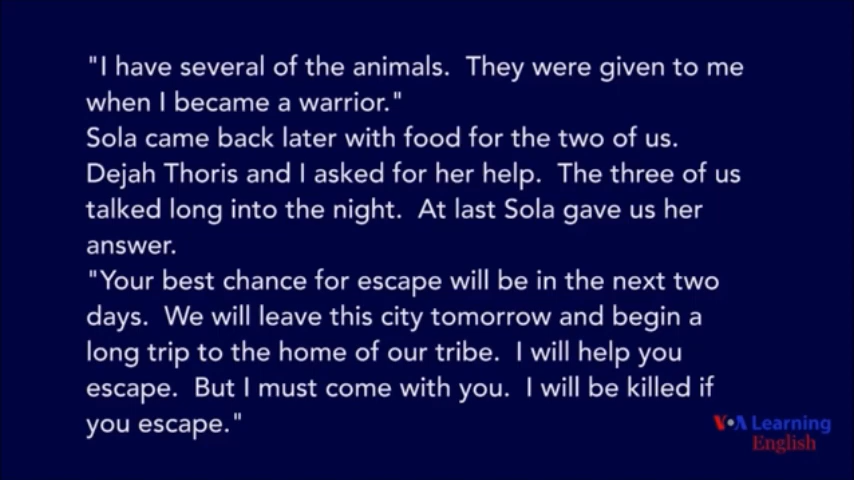 "I have several of the animals.  They were given to me
when I became a warrior."
Sola came back later with food for the two of us.
Dejah Thoris and I asked for her help.  The three of us
talked long into the night.  At last Sola gave us her
answer.
"Your best chance for escape will be in the next two
days.  We will leave this city tomorrow and begin a
long trip to the home of our tribe.  I will help you
escape.  But I must come with you.  I will be killed if
you escape."
VOA Learning
English